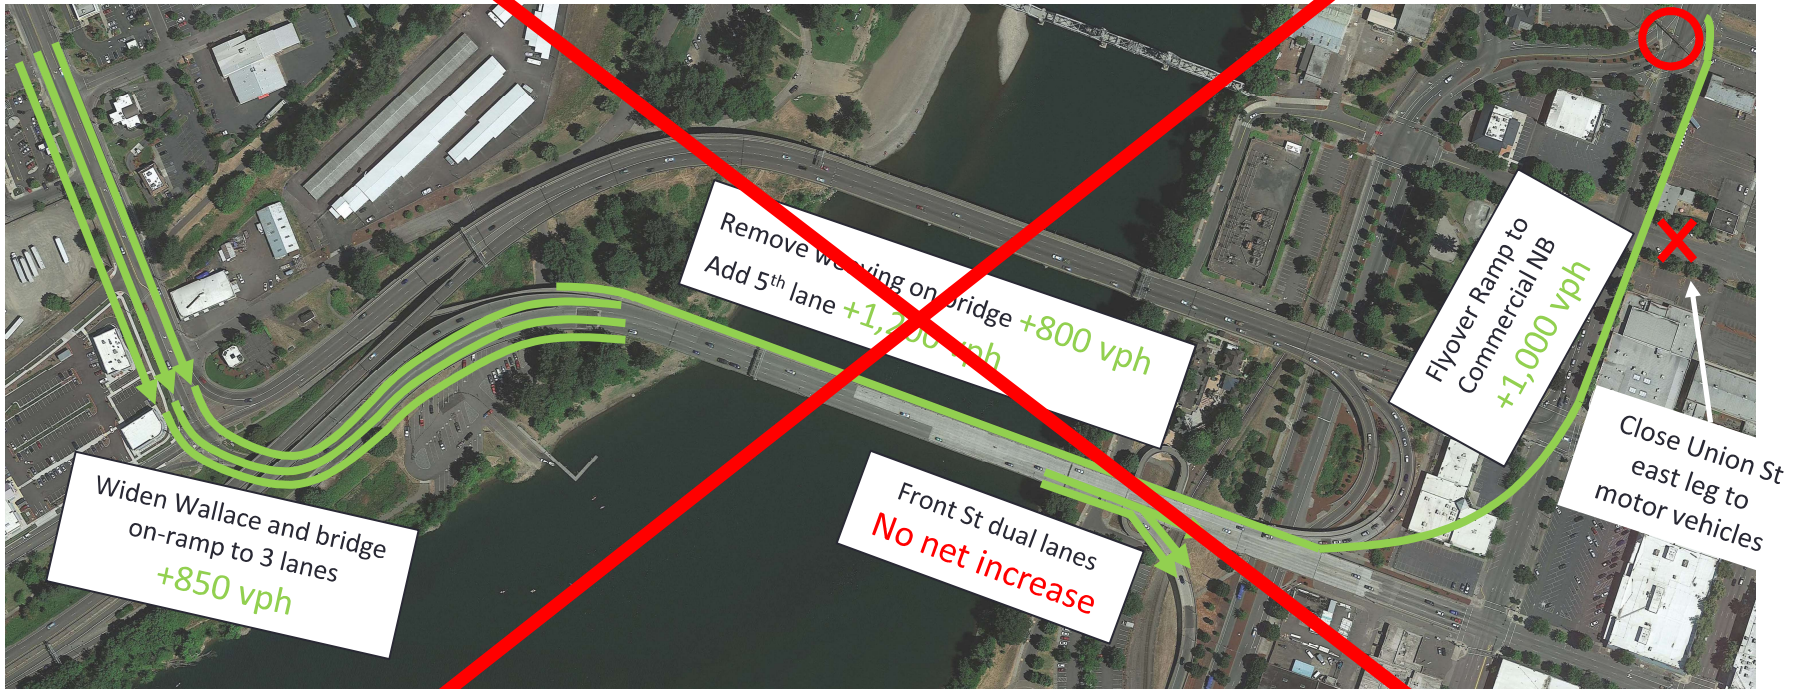 Remove weaving on bridge +800 vph
Add 5th lane +1,200 vph
Flyover Ramp to
Commercial NB
+1,000 vph
Close Union St
east leg to
motor vehicles
Widen Wallace and bridge
on-ramp to 3 lanes
+850 vph
Front St dual lanes
No net increase